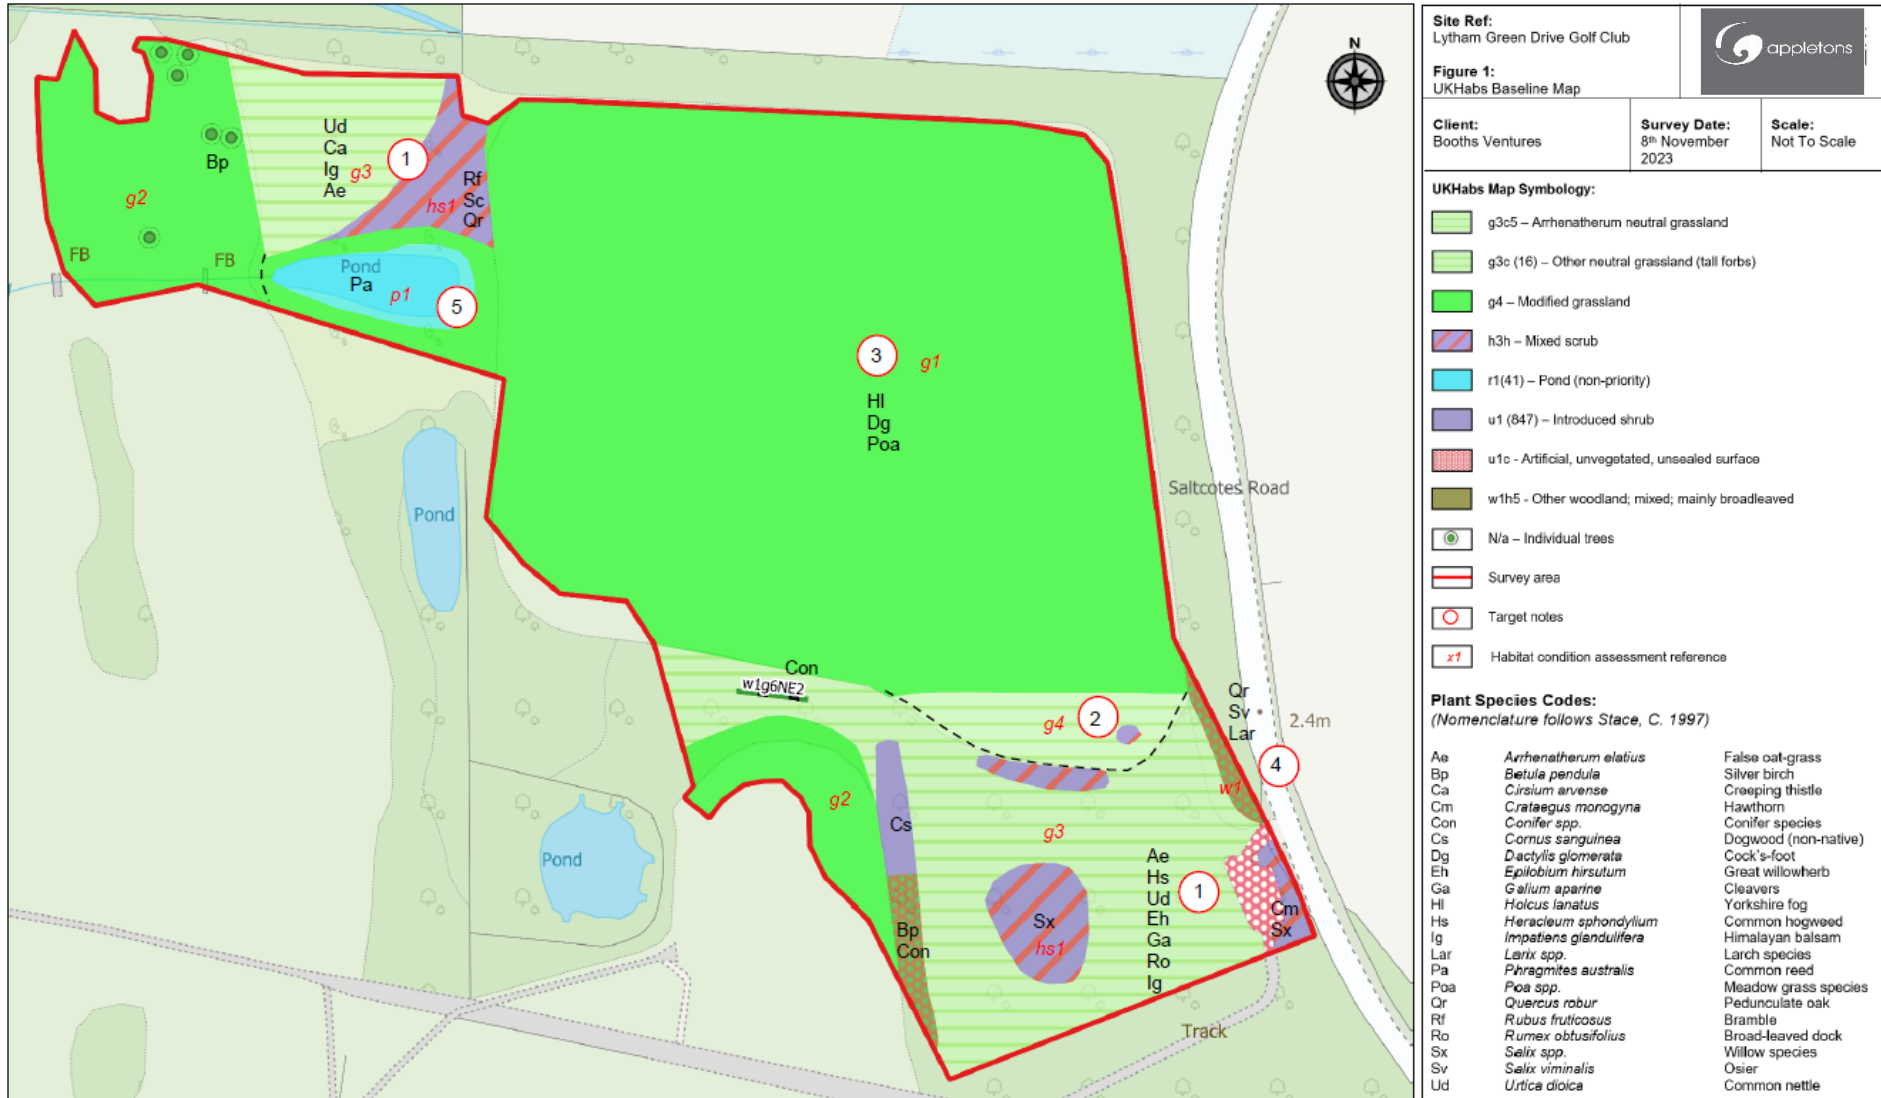 Ud
Ca
Ig
Ae
g3
1
Bp
g2
Rf
Sc
Qr
hs1
FB
FB
Pond
Pa
p1
5
N
3
g1
Hl
Dg
Poa
Saltcotes Road
Pond
Pond
Con
w1g6NE2
g4
2
Qr
Sv
Lar
2.4m
4
w1
g2
Cs
g3
Ae
Hs
Ud
Eh
Ga
Ro
Ig
1
Sx
hs1
Bp
Con
Cm
Sx
Track
Site Ref:
Lytham Green Drive Golf Club
Figure 1:
UKHabs Baseline Map
appletons
Client:
Booths Ventures
Survey Date:
8th November
2023
Scale:
Not To Scale
UKHabs Map Symbology:
g3c5 – Arrhenatherum neutral grassland
g3c (16) – Other neutral grassland (tall forbs)
g4 – Modified grassland
h3h – Mixed scrub
r1(41) – Pond (non-priority)
u1 (847) – Introduced shrub
u1c - Artificial, unvegetated, unsealed surface
w1h5 - Other woodland; mixed; mainly broadleaved
N/a – Individual trees
Survey area
Target notes
x1 Habitat condition assessment reference
Plant Species Codes:
(Nomenclature follows Stace, C. 1997)
Ae Arrhenatherum elatius False oat-grass
Bp Betula pendula Silver birch
Ca Cirsium arvense Creeping thistle
Cm Crataegus monogyna Hawthorn
Con Conifer spp. Conifer species
Cs Cornus sanguinea Dogwood (non-native)
Dg Dactylis glomerata Cock's-foot
Eh Epilobium hirsutum Great willowherb
Ga Galium aparine Cleavers
Hl Holcus lanatus Yorkshire fog
Hs Heracleum sphondylium Common hogweed
Ig Impatiens glandulifera Himalayan balsam
Lar Larix spp. Larch species
Pa Phragmites australis Common reed
Poa Poa spp. Meadow grass species
Qr Quercus robur Pedunculate oak
Rf Rubus fruticosus Bramble
Ro Rumex obtusifolius Broad-leaved dock
Sx Salix spp. Willow species
Sv Salix viminalis Osier
Ud Urtica dioica Common nettle